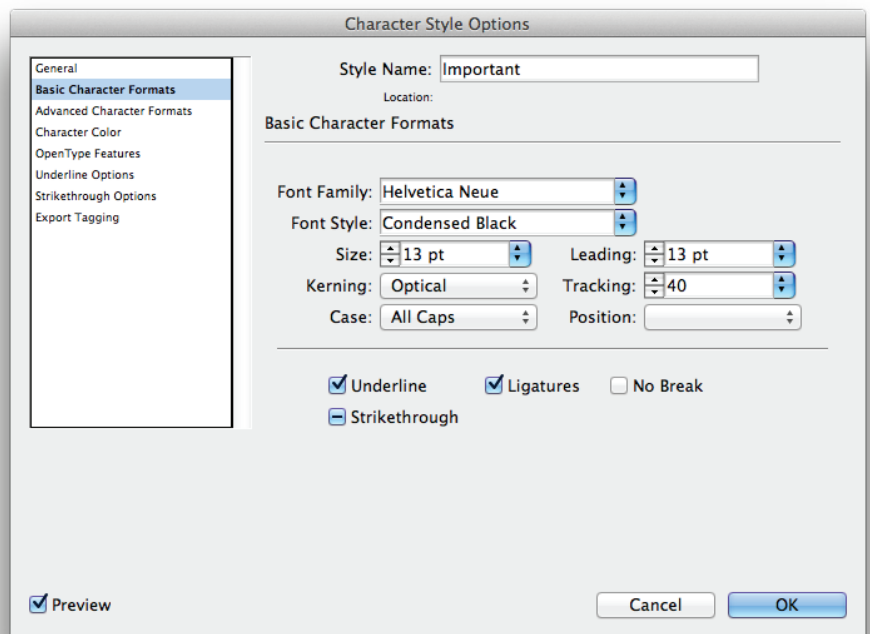 Character Style Options
General
Basic Character Formats
Advanced Character Formats
Character Color
OpenType Features
Underline Options
Strikethrough Options
Export Tagging
Style Name: Important
Location:
Basic Character Formats
Font Family: Helvetica Neue
Font Style: Condensed Black
Size: 13 pt Leading: 13 pt
Kerning: Optical Tracking: 40
Case: All Caps Position:
Underline Ligatures No Break
Strikethrough
Preview Cancel OK